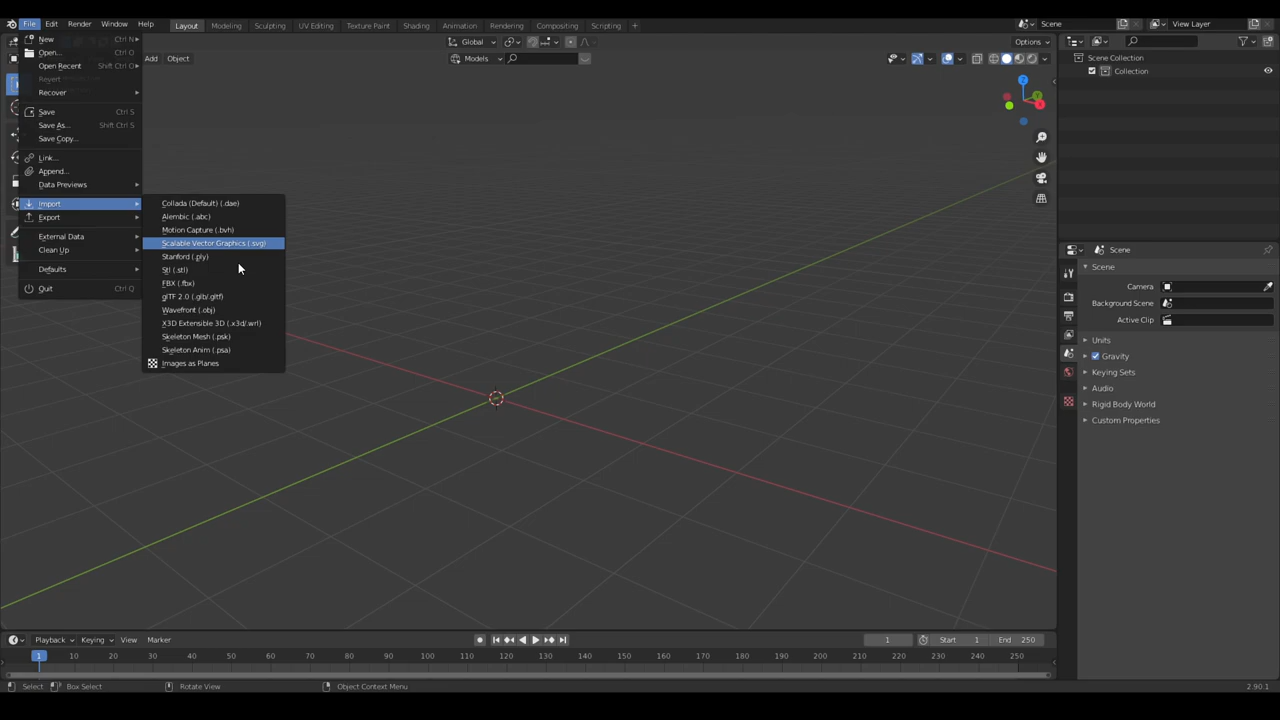 File Edit Render Window Help Layout Modeling Sculpting UV Editing Texture Paint Shading Animation Rendering Compositing Scripting + Scene View Layer
New Ctrl N
Global
Options
Open... Ctrl O
Add Object
Models
Scene Collection
Open Recent Shift Ctrl O
Collection
Revert
Recover
Save Ctrl S
Save As... Shift Ctrl S
Save Copy...
Link...
Append...
Data Previews
Import
Export
External Data
Clean Up
Defaults
Quit Ctrl Q
Collada (Default) (.dae)
Alembic (.abc)
Motion Capture (.bvh)
Scalable Vector Graphics (.svg)
Stanford (.ply)
Stl (.stl)
FBX (.fbx)
glTF 2.0 (.glb/.gltf)
Wavefront (.obj)
X3D Extensible 3D (.x3d/.wrl)
Skeleton Mesh (.psk)
Skeleton Anim (.psa)
Images as Planes
Z
Y
X
Scene
Scene
Camera
Background Scene
Active Clip
Units
Gravity
Keying Sets
Audio
Rigid Body World
Custom Properties
Playback Keying View Marker 1 Start 1 End 250
1 10 20 30 40 50 60 70 80 90 100 110 120 130 140 150 160 170 180 190 200 210 220 230 240 250
Select Box Select Rotate View Object Context Menu 2.90.1